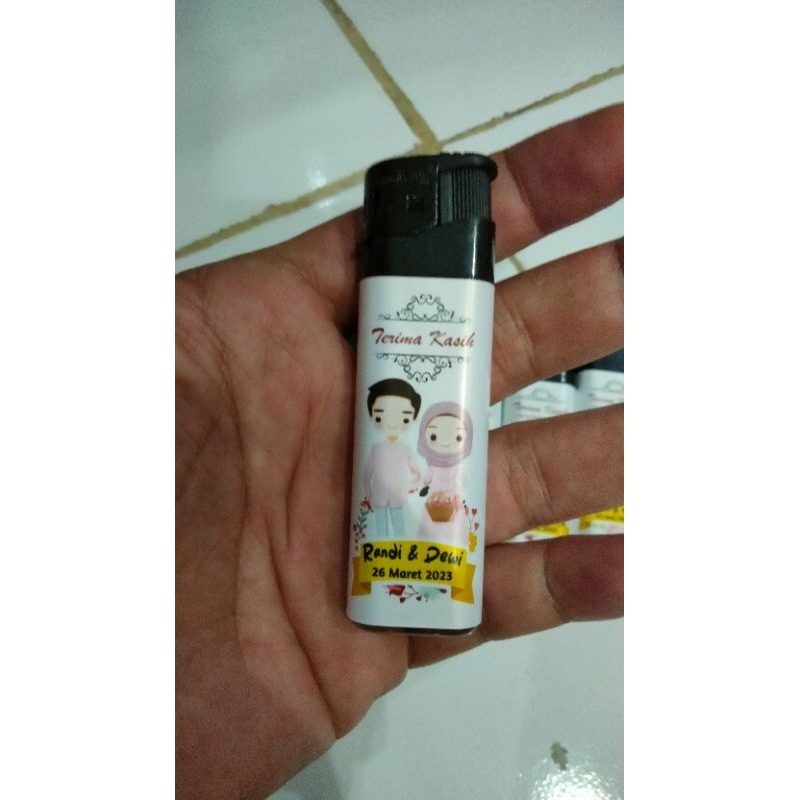 Terima Kasih
Randi & Dewi
26 Maret 2023